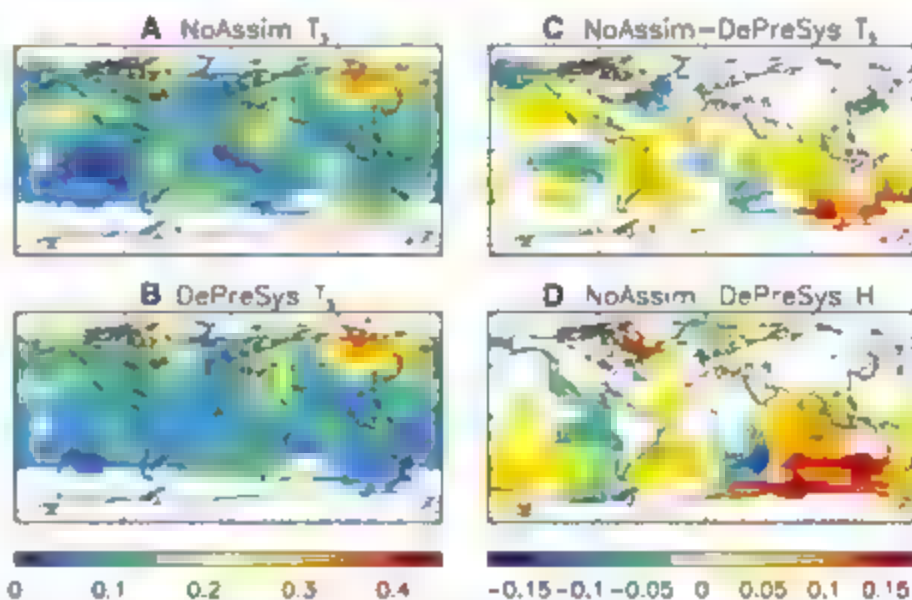 A NoAssim T
C NoAssim-DePreSys T
B DePreSys T
D NoAssim DePreSys H
0 0.1 0.2 0.3 0.4
-0.15 -0.1 -0.05 0 0.05 0.1 0.15